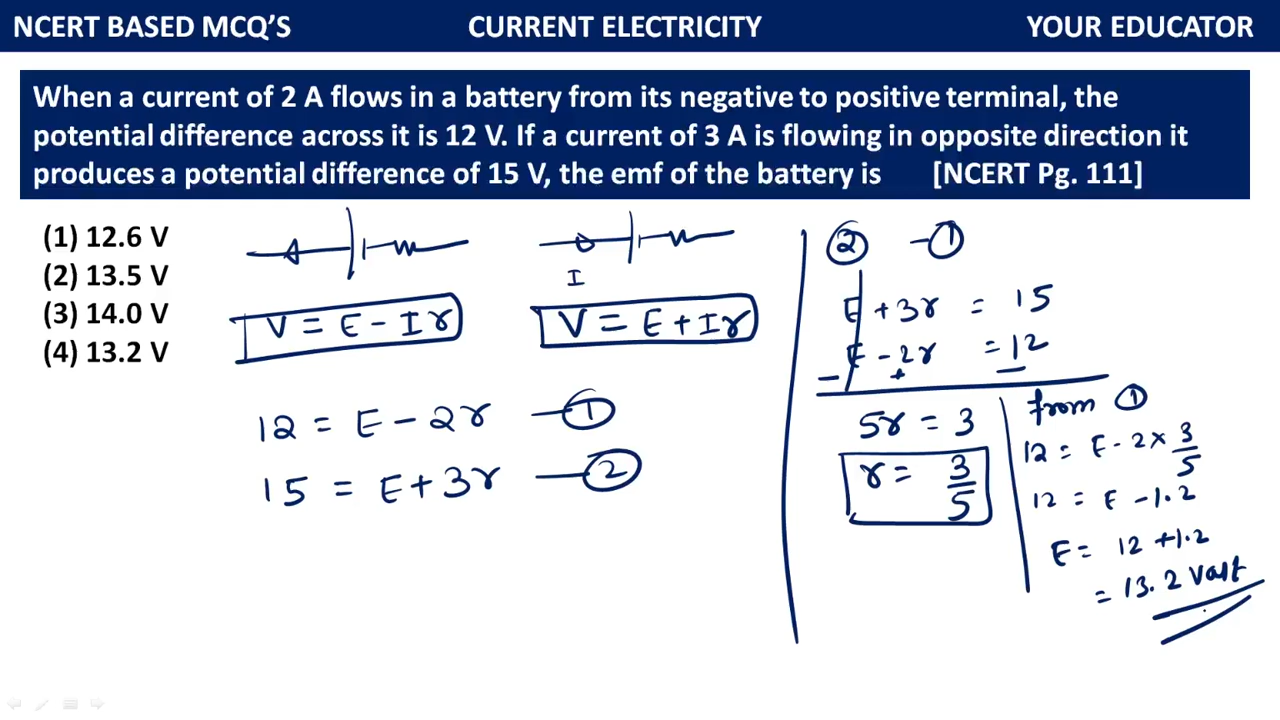 NCERT BASED MCQ’S CURRENT ELECTRICITY YOUR EDUCATOR
When a current of 2 A flows in a battery from its negative to positive terminal, the
potential difference across it is 12 V. If a current of 3 A is flowing in opposite direction it
produces a potential difference of 15 V, the emf of the battery is [NCERT Pg. 111]
(1) 12.6 V
(2) 13.5 V
(3) 14.0 V
(4) 13.2 V
I
V = E - Ir
V = E + Ir
12 = E - 2r - 1
15 = E + 3r - 2
2 - 1
E + 3r = 15
E - 2r = 12
- + -
5r = 3
r = 3/5
from 1
12 = E - 2 × 3/5
12 = E - 1.2
E = 12 + 1.2
= 13.2 Volt